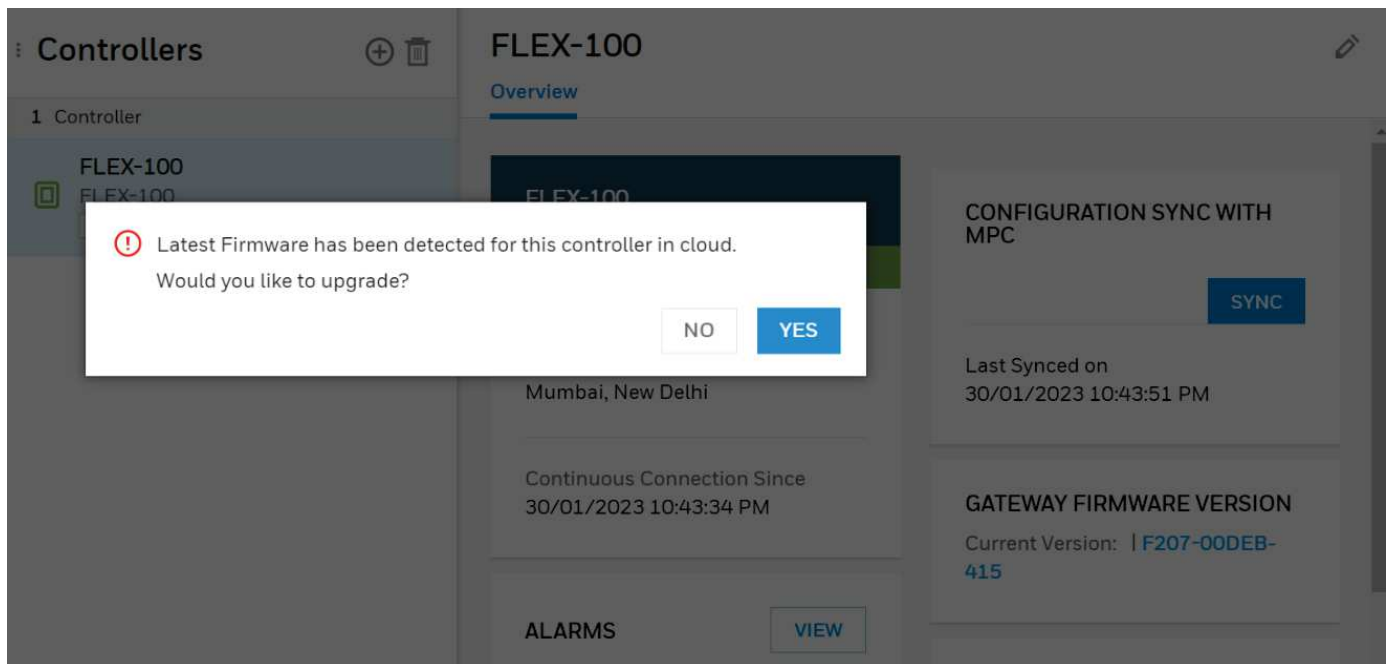 Controllers
1 Controller
FLEX-100
FLEX-100
FLEX-100
Overview
FLEX-100
Latest Firmware has been detected for this controller in cloud.
Would you like to upgrade?
NO
YES
Mumbai, New Delhi
Continuous Connection Since
30/01/2023 10:43:34 PM
ALARMS
VIEW
CONFIGURATION SYNC WITH
MPC
SYNC
Last Synced on
30/01/2023 10:43:51 PM
GATEWAY FIRMWARE VERSION
Current Version: | F207-00DEB-
415